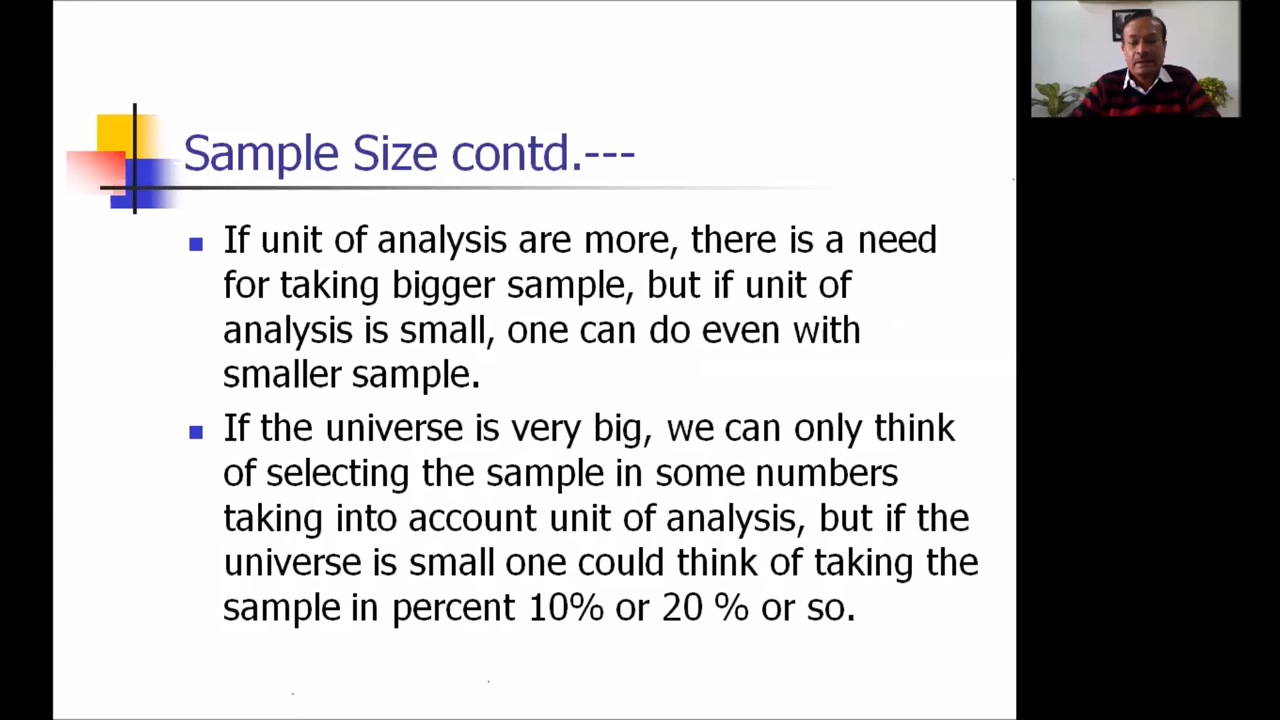 Sample Size contd.---
If unit of analysis are more, there is a need
for taking bigger sample, but if unit of
analysis is small, one can do even with
smaller sample.
If the universe is very big, we can only think
of selecting the sample in some numbers
taking into account unit of analysis, but if the
universe is small one could think of taking the
sample in percent 10% or 20 % or so.